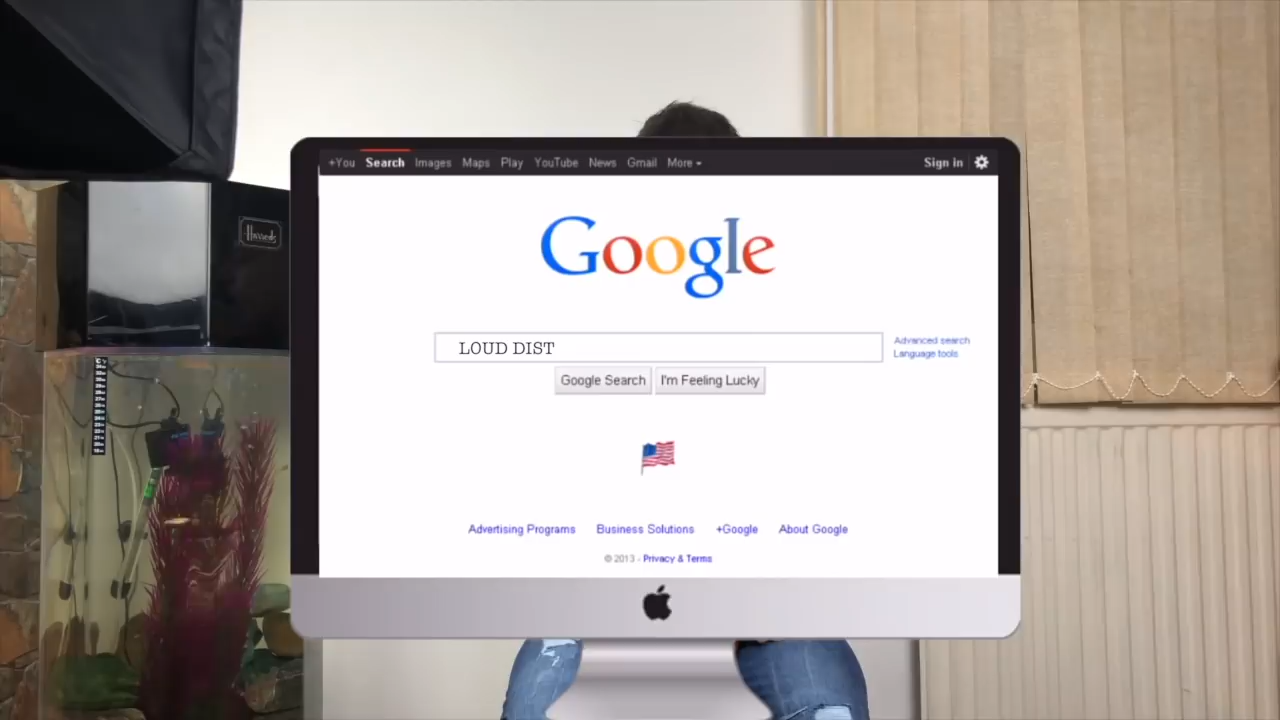 +You Search Images Maps Play YouTube News Gmail More Sign in
Harrods
Google
LOUD DIST
Advanced search
Language tools
Google Search I'm Feeling Lucky
Advertising Programs Business Solutions +Google About Google
© 2013 - Privacy & Terms